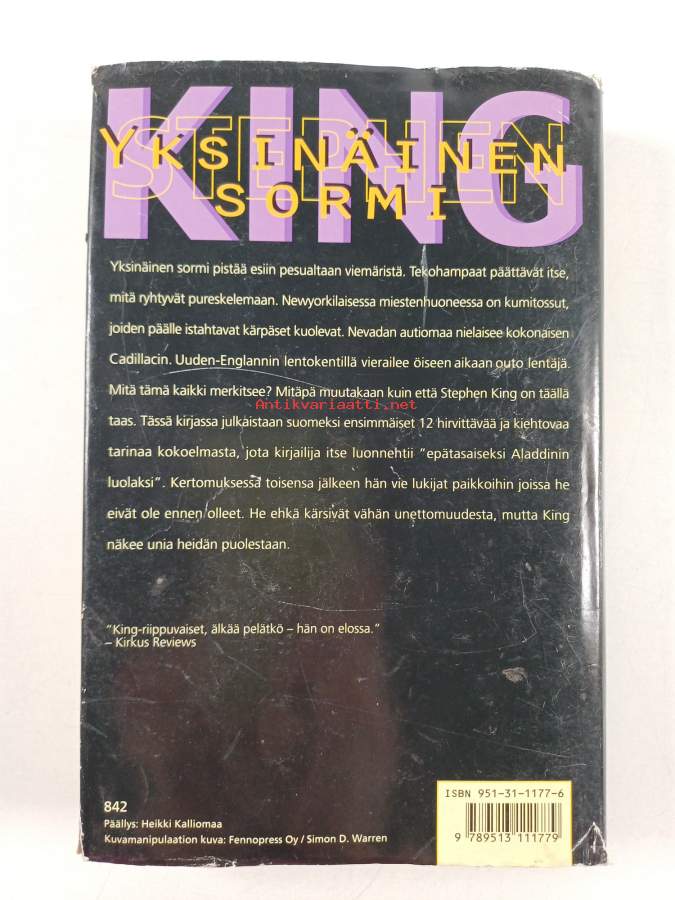 STEPHEN
KING
YKSINÄINEN
SORMI
Yksinäinen sormi pistää esiin pesualtaan viemäristä. Tekohampaat päättävät itse,
mitä ryhtyvät pureskelemaan. Newyorkilaisessa miestenhuoneessa on kumitossut,
joiden päälle istahtavat kärpäset kuolevat. Nevadan autiomaa nielaisee kokonaisen
Cadillacin. Uuden-Englannin lentokentillä vierailee öiseen aikaan outo lentäjä.
Mitä tämä kaikki merkitsee? Mitäpä muutakaan kuin että Stephen King on täällä
Antikvariaatti.net
taas. Tässä kirjassa julkaistaan suomeksi ensimmäiset 12 hirvittävää ja kiehtovaa
tarinaa kokoelmasta, jota kirjailija itse luonnehtii "epätasaiseksi Aladdinin
luolaksi". Kertomuksessa toisensa jälkeen hän vie lukijat paikkoihin joissa he
eivät ole ennen olleet. He ehkä kärsivät vähän unettomuudesta, mutta King
näkee unia heidän puolestaan.
"King-riippuvaiset, älkää pelätkö – hän on elossa."
– Kirkus Reviews
ISBN 951-31-1177-6
9 789513 111779
842
Päällys: Heikki Kalliomaa
Kuvamanipulaation kuva: Fennopress Oy / Simon D. Warren